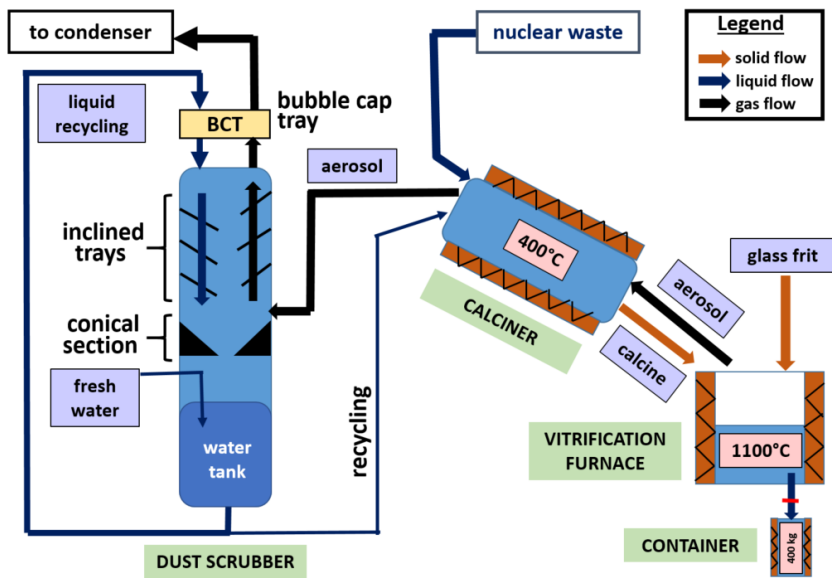 to condenser
nuclear waste
Legend
solid flow
liquid flow
gas flow
liquid
recycling
bubble cap
tray
BCT
aerosol
inclined
trays
400°C
glass frit
aerosol
CALCINER
conical
section
calcine
fresh
water
recycling
water
tank
VITRIFICATION
FURNACE
1100°C
DUST SCRUBBER
CONTAINER
400 kg